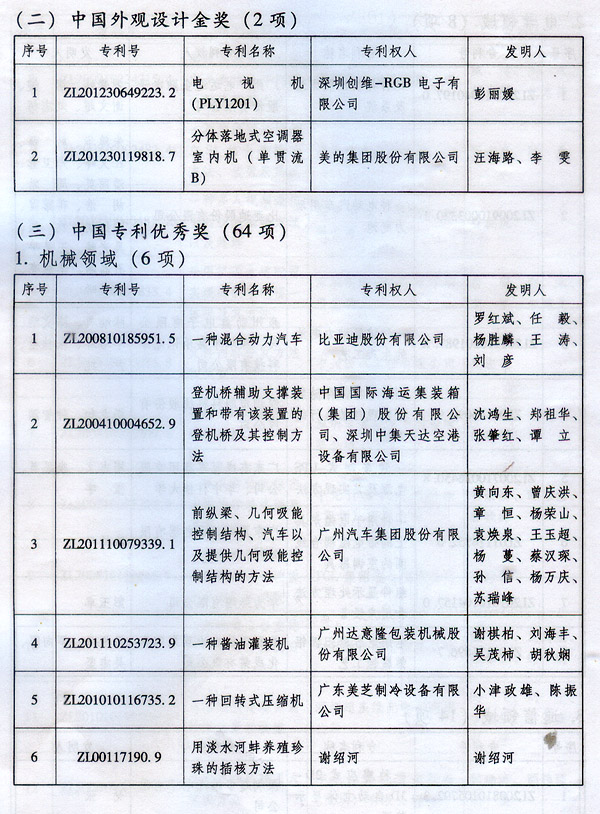 （二）中国外观设计金奖（2 项）
序号 专利号 专利名称 专利权人 发明人
1 ZL201230649223.2 电视机 (PLY1201) 深圳创维-RGB 电子有限公司 彭丽媛
2 ZL201230119818.7 分体落地式空调器室内机（单贯流 B) 美的集团股份有限公司 汪海路、李 雯
（三）中国专利优秀奖（64 项）
1. 机械领域（6 项）
序号 专利号 专利名称 专利权人 发明人
1 ZL200810185951.5 一种混合动力汽车 比亚迪股份有限公司 罗红斌、任 毅、杨胜麟、王 涛、刘 彦
2 ZL200410004652.9 登机桥辅助支撑装置和带有该装置的登机桥及其控制方法 中国国际海运集装箱（集团）股份有限公司、深圳中集天达空港设备有限公司 沈鸿生、郑祖华、张肇红、谭 立
3 ZL201110079339.1 前纵梁、几何吸能控制结构、汽车以及提供几何吸能控制结构的方法 广州汽车集团股份有限公司 黄向东、曾庆洪、章 恒、杨荣山、袁焕泉、王玉超、杨 蔓、蔡汉琛、孙 信、杨万庆、苏瑞峰
4 ZL201110253723.9 一种酱油灌装机 广州达意隆包装机械股份有限公司 谢棋柏、刘海丰、吴茂柿、胡秋娴
5 ZL201010116735.2 一种回转式压缩机 广东美芝制冷设备有限公司 小津政雄、陈振华
6 ZL00117190.9 用淡水河蚌养殖珍珠的插核方法 谢绍河 谢绍河